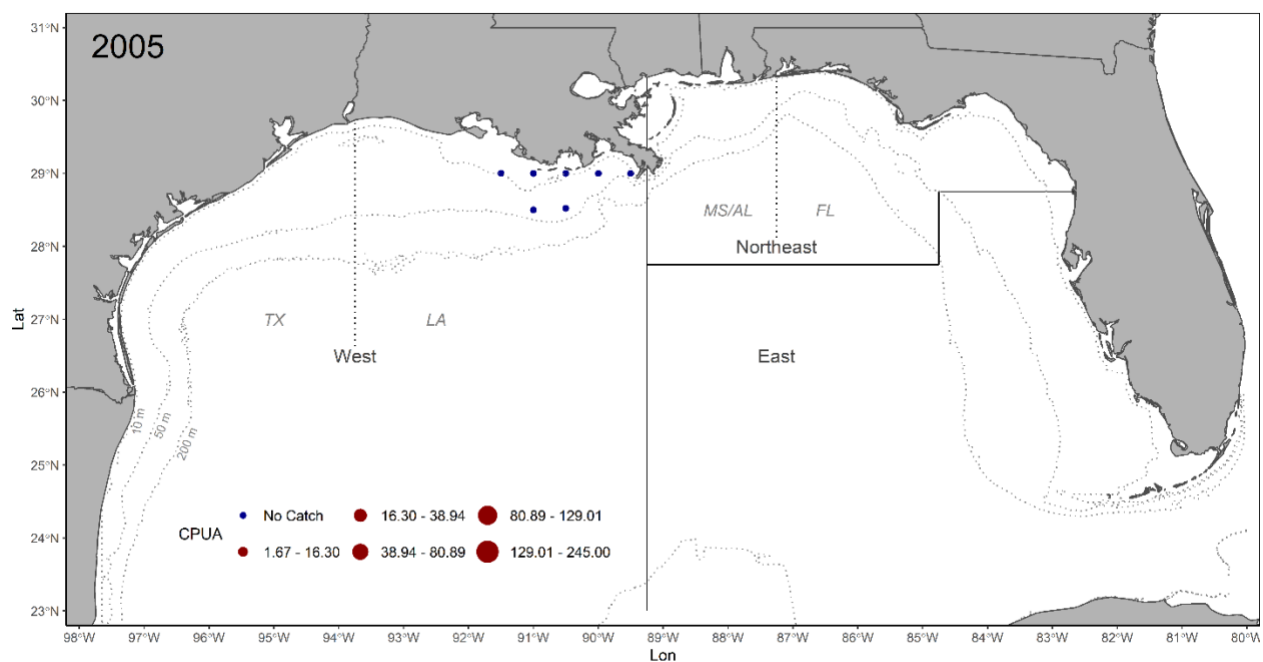 2005
31°N
30°N
29°N
28°N
27°N
26°N
25°N
24°N
23°N
Lat
MS/AL
FL
Northeast
TX
LA
West
East
10 m
50 m
200 m
CPUA
No Catch
16.30 - 38.94
80.89 - 129.01
1.67 - 16.30
38.94 - 80.89
129.01 - 245.00
98°W
97°W
96°W
95°W
94°W
93°W
92°W
91°W
90°W
89°W
88°W
87°W
86°W
85°W
84°W
83°W
82°W
81°W
80°W
Lon